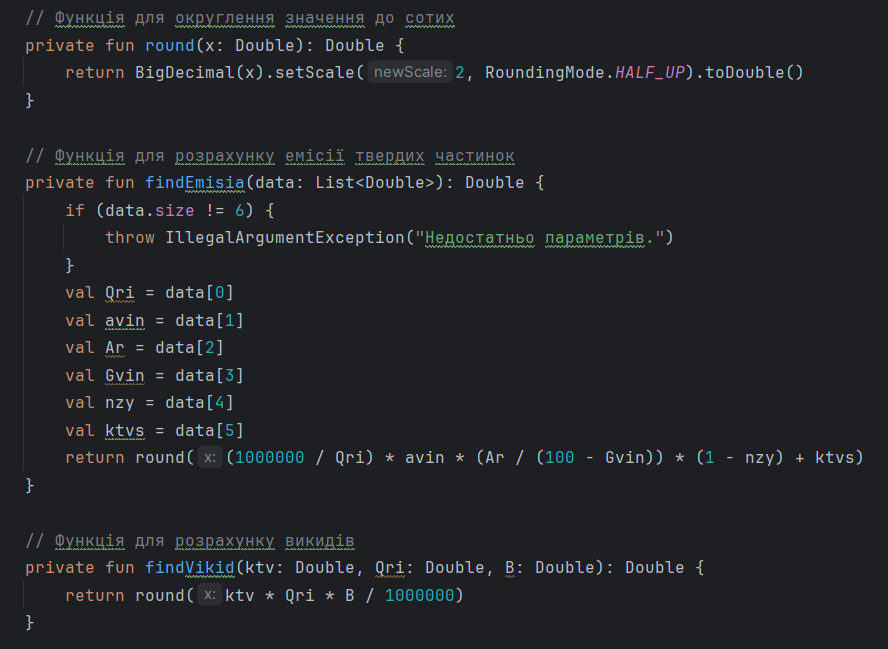 // Функція для округлення значення до сотих
private fun round(x: Double): Double {
    return BigDecimal(x).setScale( newScale: 2, RoundingMode.HALF_UP).toDouble()
}
// Функція для розрахунку емісії твердих частинок
private fun findEmisia(data: List<Double>): Double {
    if (data.size != 6) {
        throw IllegalArgumentException("Недостатньо параметрів.")
    }
    val Qri = data[0]
    val avin = data[1]
    val Ar = data[2]
    val Gvin = data[3]
    val nzy = data[4]
    val ktvs = data[5]
    return round( x: (1000000 / Qri) * avin * (Ar / (100 - Gvin)) * (1 - nzy) + ktvs)
}
// Функція для розрахунку викидів
private fun findVikid(ktv: Double, Qri: Double, B: Double): Double {
    return round( x: ktv * Qri * B / 1000000)
}